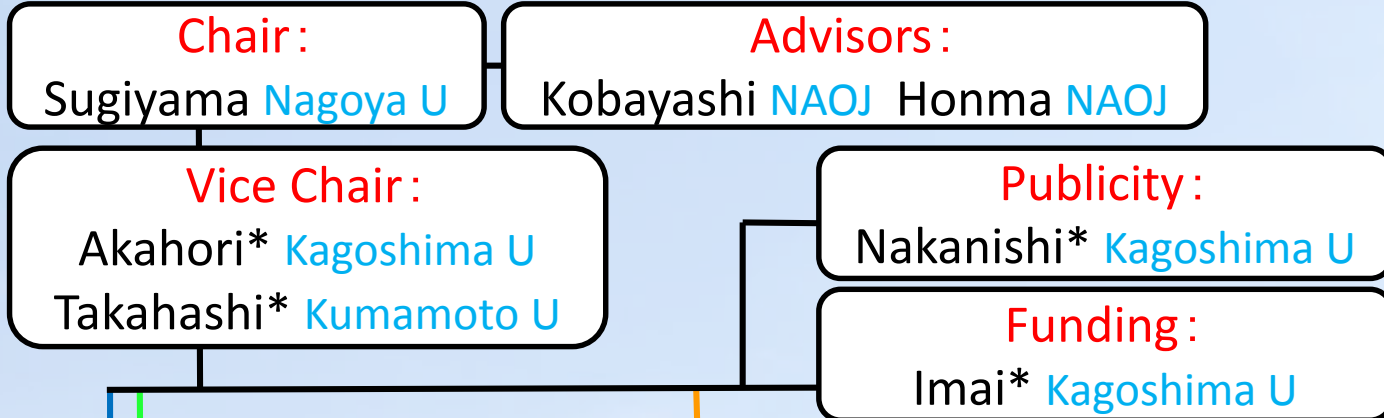 Chair:
Sugiyama Nagoya U
Advisors:
Kobayashi NAOJ Honma NAOJ
Vice Chair:
Akahori* Kagoshima U
Takahashi* Kumamoto U
Publicity:
Nakanishi* Kagoshima U
Funding:
Imai* Kagoshima U